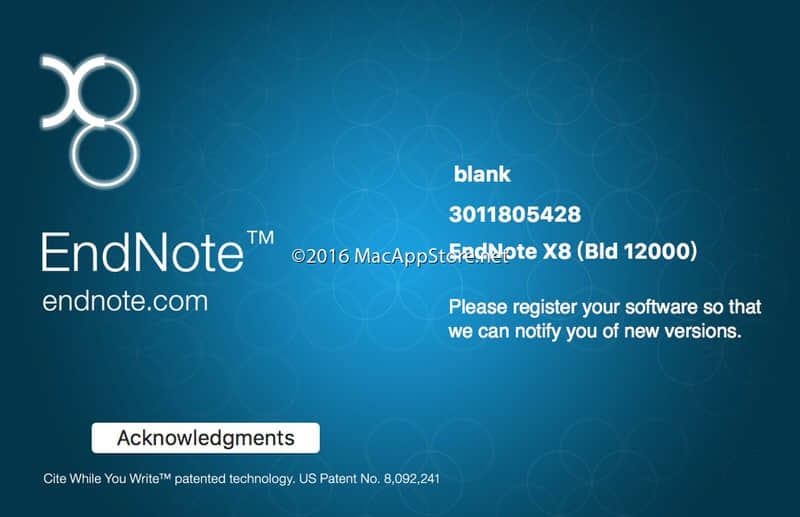 X8
EndNote™
endnote.com
blank
3011805428
EndNote X8 (Bld 12000)
©2016 MacAppStore.net
Please register your software so that
we can notify you of new versions.
Acknowledgments
Cite While You Write™ patented technology. US Patent No. 8,092,241